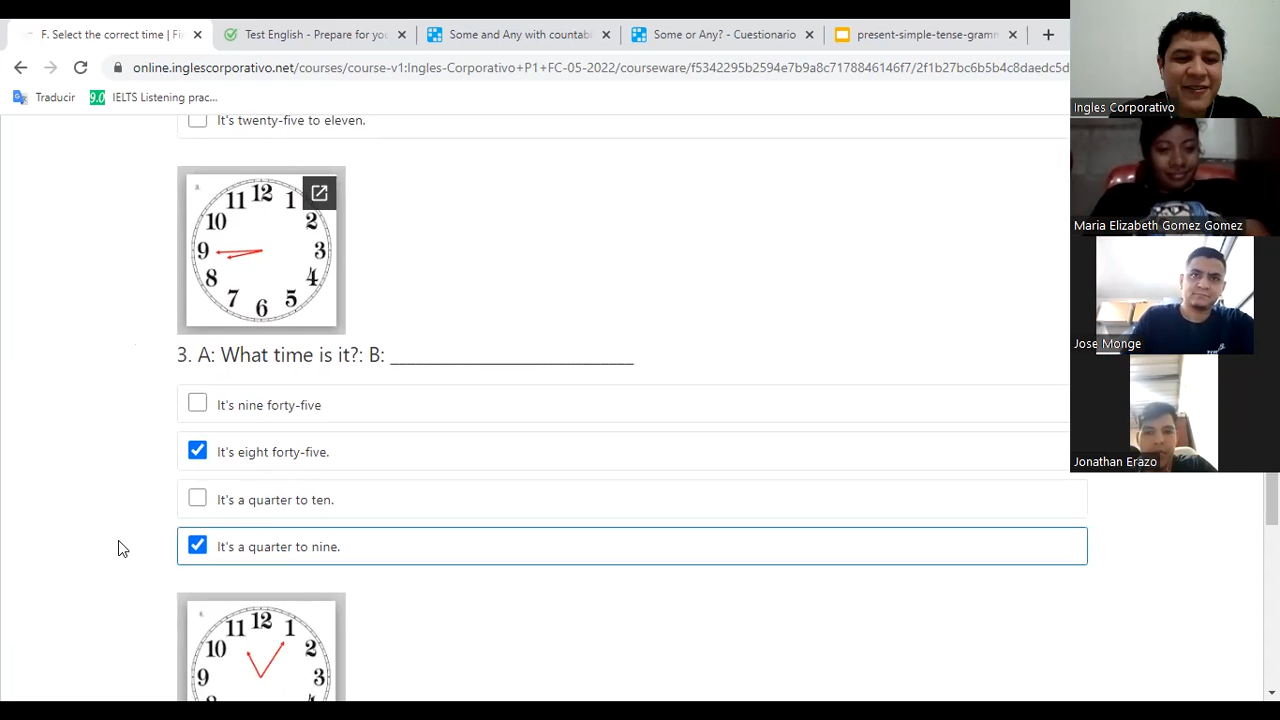 F. Select the correct time | Fi
Test English - Prepare for you
Some and Any with countabl
Some or Any? - Cuestionario
present-simple-tense-gramm
online.inglescorporativo.net/courses/course-v1:Ingles-Corporativo+P1+FC-05-2022/courseware/f5342295b2594e7b9a8c7178846146f7/2f1b27bc6b5b4c8daedc5d
Traducir
9.0 IELTS Listening prac...
It's twenty-five to eleven.
3.
12
11 1
10 2
9 3
8 4
7 5
6
3. A: What time is it?: B: ___________________________
It's nine forty-five
It's eight forty-five.
It's a quarter to ten.
It's a quarter to nine.
12
11 1
10 2
9 3
Ingles Corporativo
Maria Elizabeth Gomez Gomez
Jose Monge
Jonathan Erazo